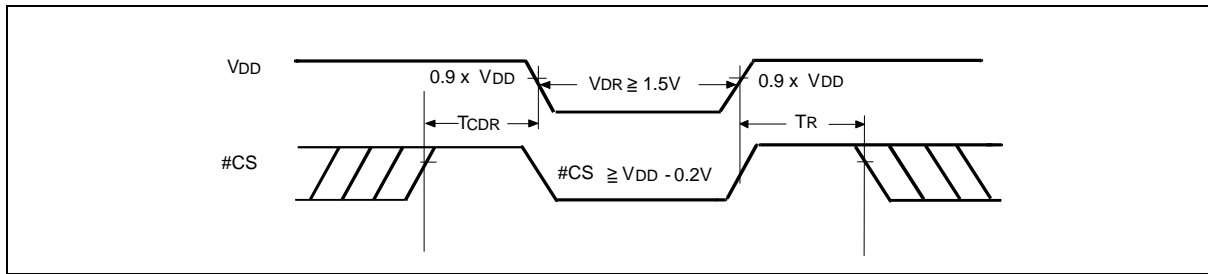 VDD
0.9 x VDD
VDR ≧ 1.5V
0.9 x VDD
TCDR
TR
#CS
#CS ≧ VDD - 0.2V